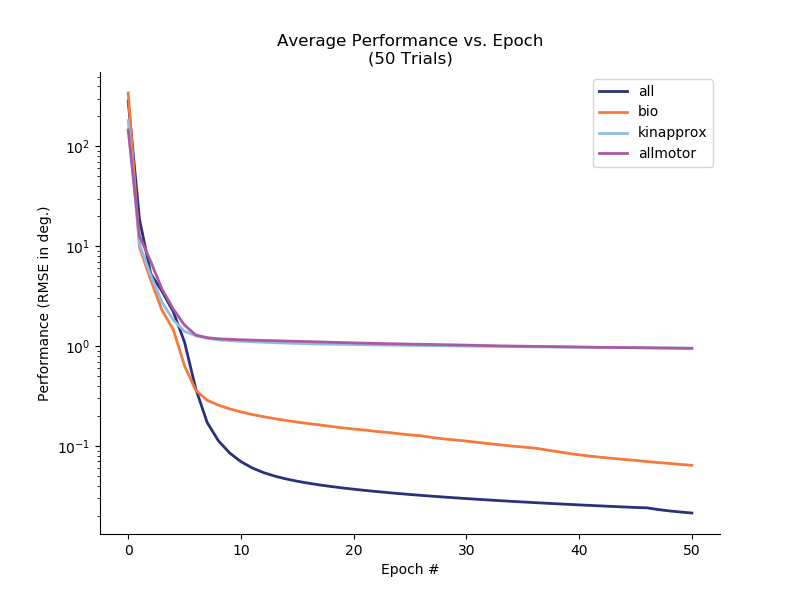 Average Performance vs. Epoch
(50 Trials)
all
bio
kinapprox
allmotor
Performance (RMSE in deg.)
10²
10¹
10⁰
10⁻¹
0 10 20 30 40 50
Epoch #